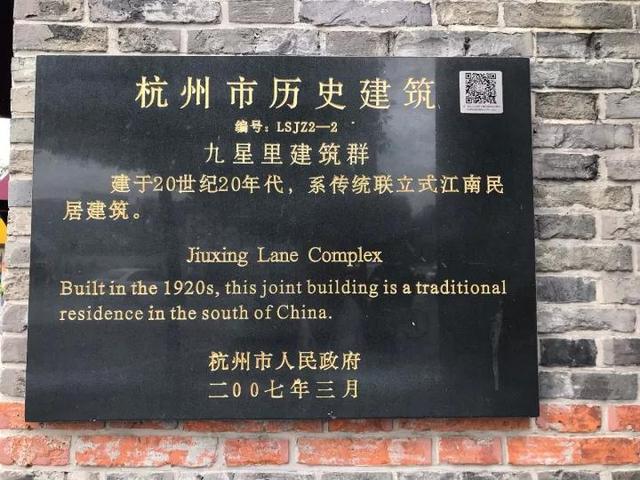 杭州市历史建筑
编号：LSJZ2—2
九星里建筑群
建于20世纪20年代，系传统联立式江南民
居建筑。
Jiuxing Lane Complex
Built in the 1920s, this joint building is a traditional
residence in the south of China.
杭州市人民政府
二00七年三月